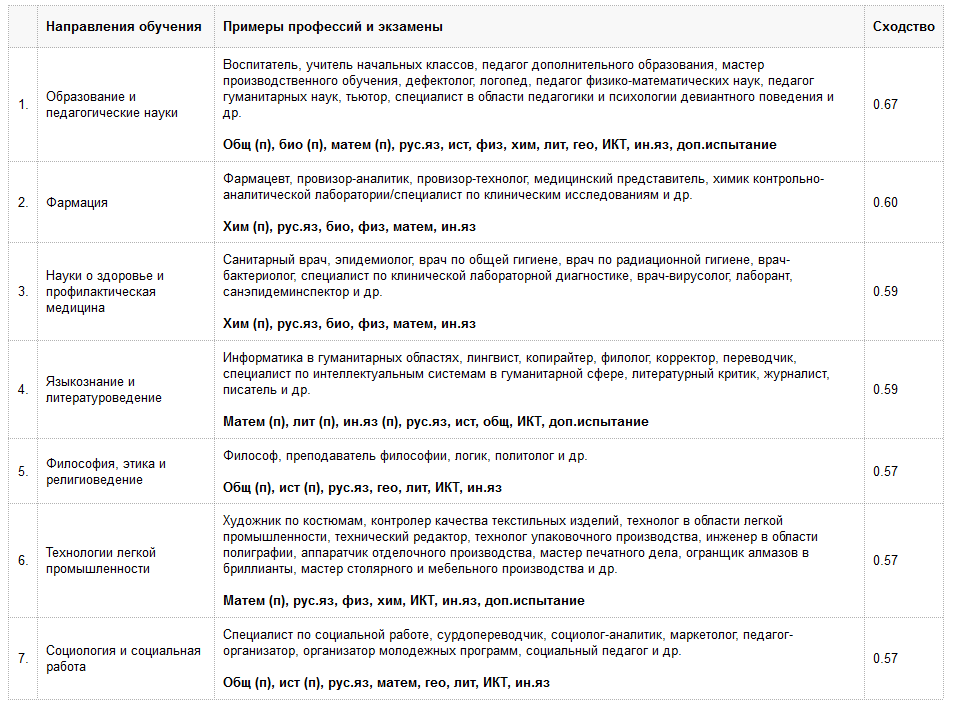 Направления обучения
Примеры профессий и экзамены
Сходство
1.
Образование и
педагогические науки
Воспитатель, учитель начальных классов, педагог дополнительного образования, мастер
производственного обучения, дефектолог, логопед, педагог физико-математических наук, педагог
гуманитарных наук, тьютор, специалист в области педагогики и психологии девиантного поведения и
др.
Общ (п), био (п), матем (п), рус.яз, ист, физ, хим, лит, гео, ИКТ, ин.яз, доп.испытание
0.67
2.
Фармация
Фармацевт, провизор-аналитик, провизор-технолог, медицинский представитель, химик контрольно-
аналитической лаборатории/специалист по клиническим исследованиям и др.
Хим (п), рус.яз, био, физ, матем, ин.яз
0.60
3.
Науки о здоровье и
профилактическая
медицина
Санитарный врач, эпидемиолог, врач по общей гигиене, врач по радиационной гигиене, врач-
бактериолог, специалист по клинической лабораторной диагностике, врач-вирусолог, лаборант,
санэпидеминспектор и др.
Хим (п), рус.яз, био, физ, матем, ин.яз
0.59
4.
Языкознание и
литературоведение
Информатика в гуманитарных областях, лингвист, копирайтер, филолог, корректор, переводчик,
специалист по интеллектуальным системам в гуманитарной сфере, литературный критик, журналист,
писатель и др.
Матем (п), лит (п), ин.яз (п), рус.яз, ист, общ, ИКТ, доп.испытание
0.59
5.
Философия, этика и
религиоведение
Философ, преподаватель философии, логик, политолог и др.
Общ (п), ист (п), рус.яз, гео, лит, ИКТ, ин.яз
0.57
6.
Технологии легкой
промышленности
Художник по костюмам, контролер качества текстильных изделий, технолог в области легкой
промышленности, технический редактор, технолог упаковочного производства, инженер в области
полиграфии, аппаратчик отделочного производства, мастер печатного дела, огранщик алмазов в
бриллианты, мастер столярного и мебельного производства и др.
Матем (п), рус.яз, физ, хим, ИКТ, ин.яз, доп.испытание
0.57
7.
Социология и социальная
работа
Специалист по социальной работе, сурдопереводчик, социолог-аналитик, маркетолог, педагог-
организатор, организатор молодежных программ, социальный педагог и др.
Общ (п), ист (п), рус.яз, матем, гео, лит, ИКТ, ин.яз
0.57